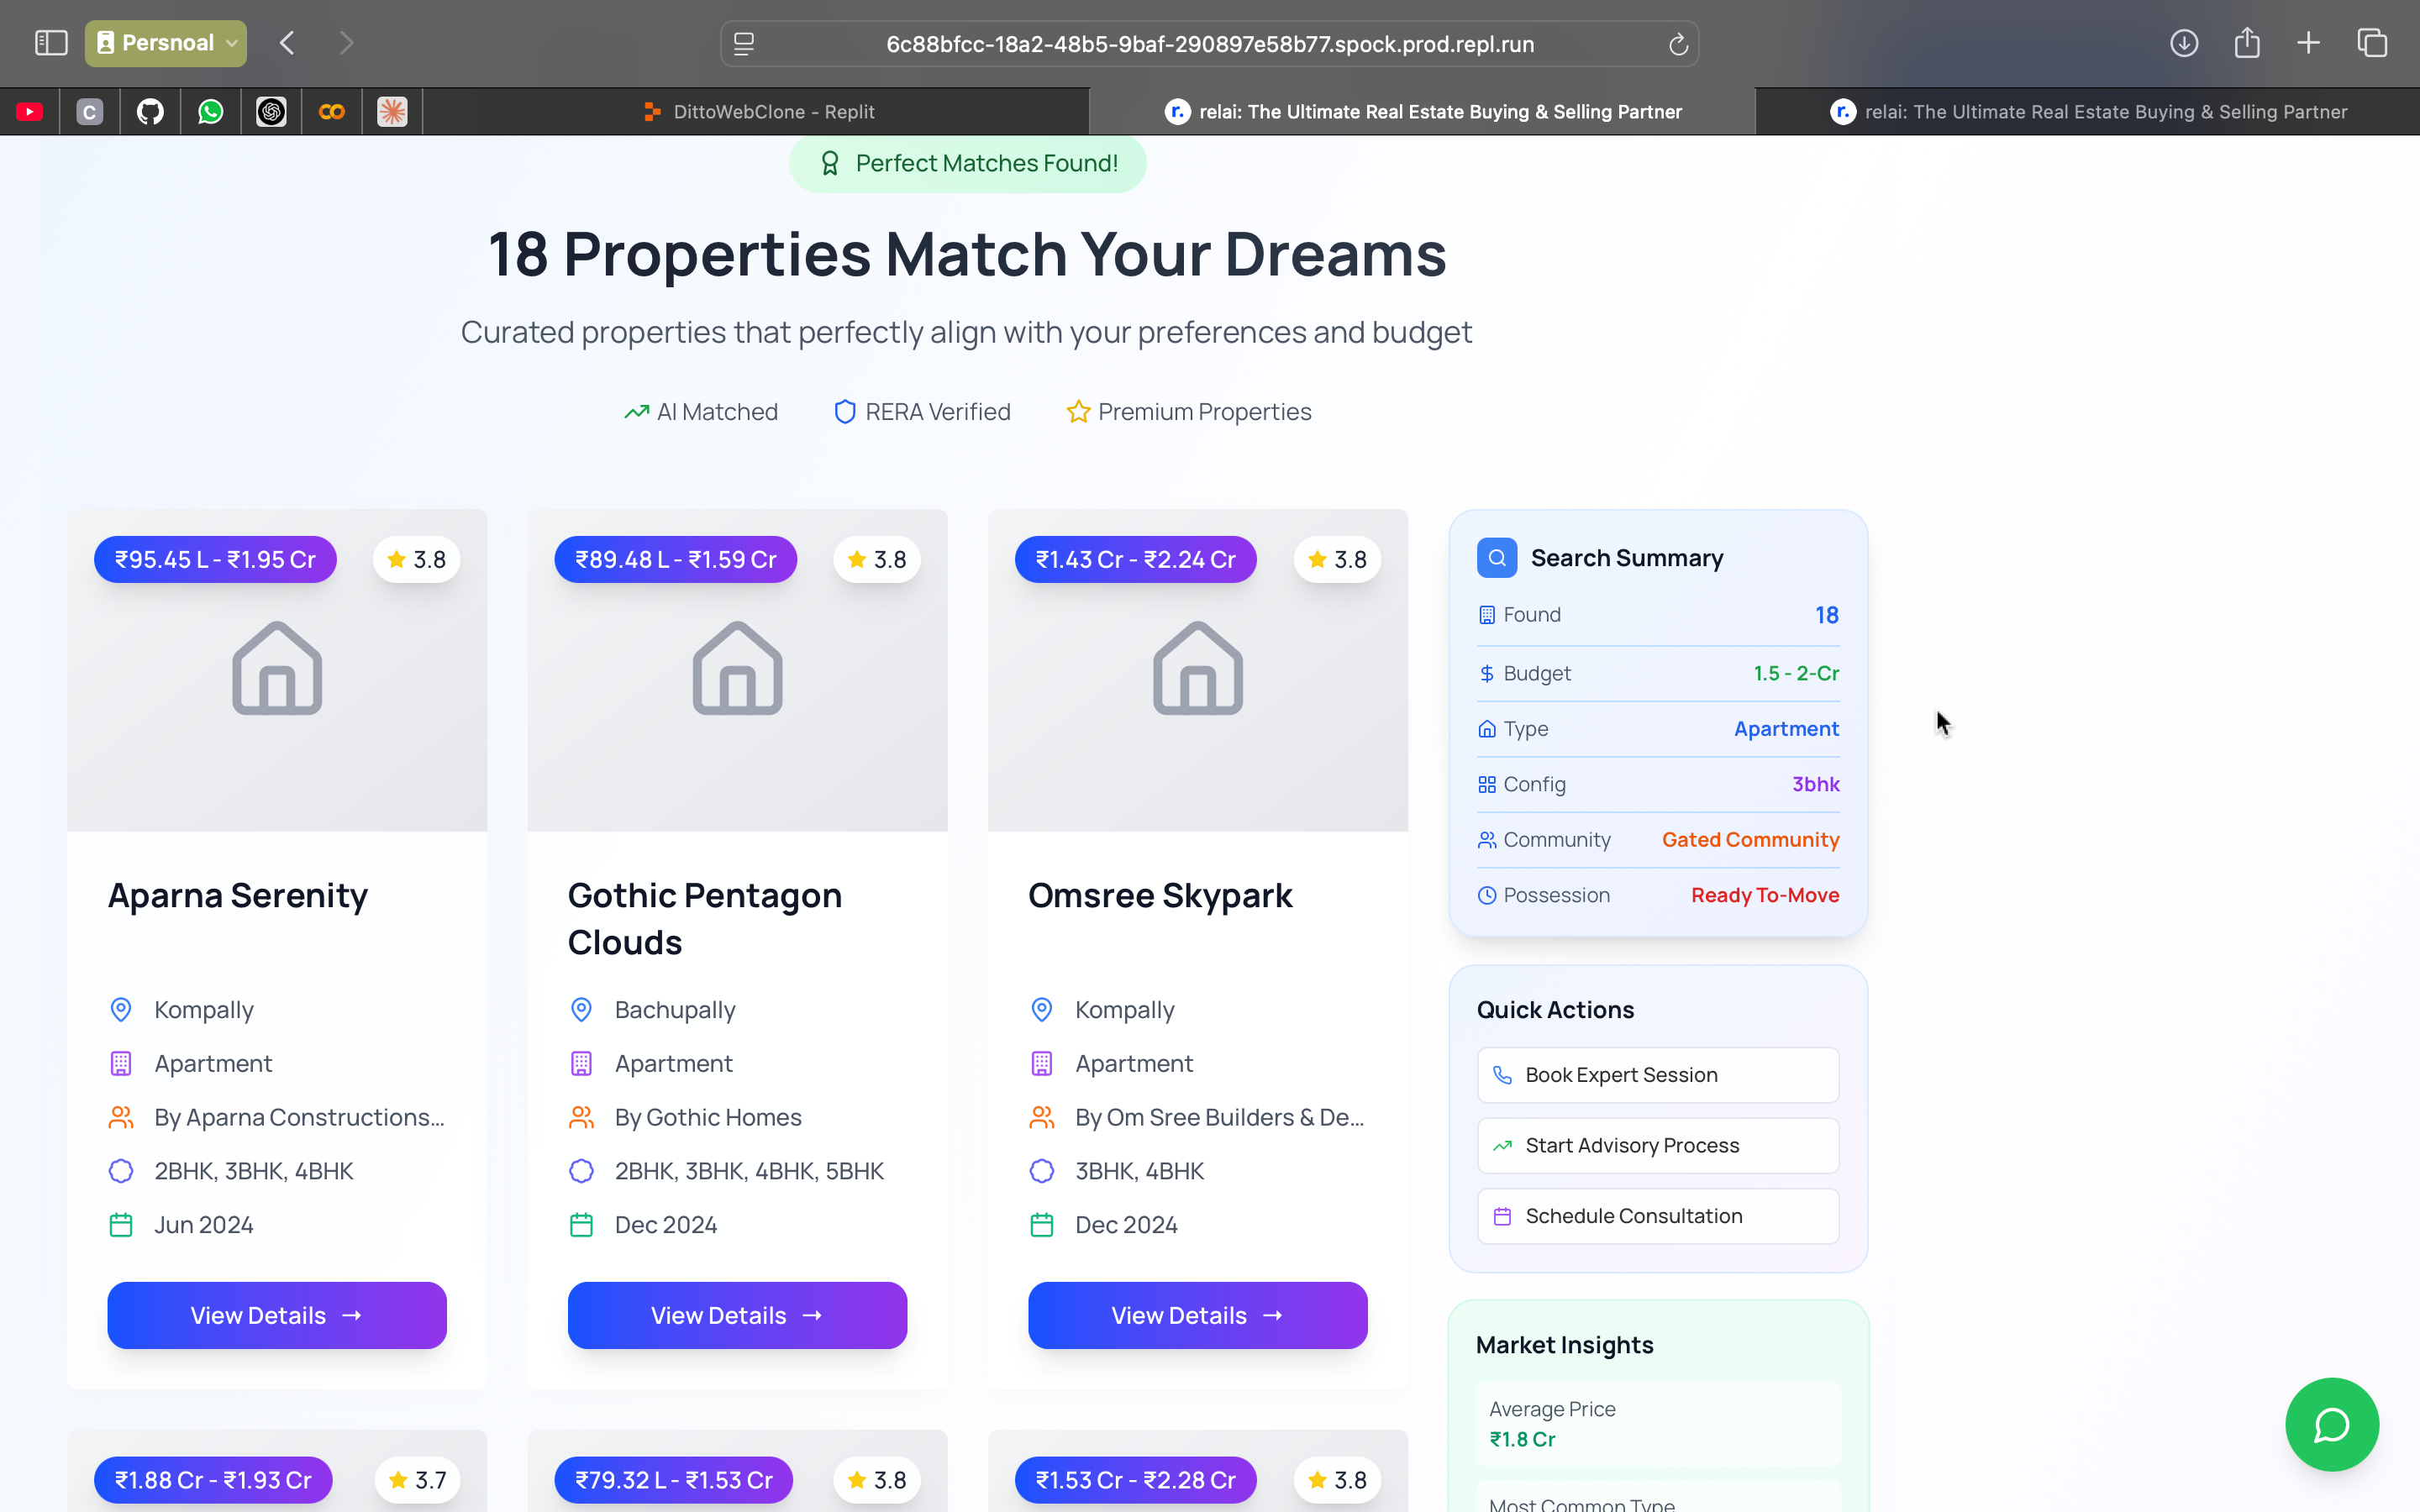 Persnoal
6c88bfcc-18a2-48b5-9baf-290897e58b77.spock.prod.repl.run
C
DittoWebClone - Replit
r. relai: The Ultimate Real Estate Buying & Selling Partner
r. relai: The Ultimate Real Estate Buying & Selling Partner
Perfect Matches Found!
18 Properties Match Your Dreams
Curated properties that perfectly align with your preferences and budget
AI Matched
RERA Verified
Premium Properties
₹95.45 L - ₹1.95 Cr
3.8
Aparna Serenity
Kompally
Apartment
By Aparna Constructions...
2BHK, 3BHK, 4BHK
Jun 2024
View Details →
₹89.48 L - ₹1.59 Cr
3.8
Gothic Pentagon
Clouds
Bachupally
Apartment
By Gothic Homes
2BHK, 3BHK, 4BHK, 5BHK
Dec 2024
View Details →
₹1.43 Cr - ₹2.24 Cr
3.8
Omsree Skypark
Kompally
Apartment
By Om Sree Builders & De...
3BHK, 4BHK
Dec 2024
View Details →
₹1.88 Cr - ₹1.93 Cr
3.7
₹79.32 L - ₹1.53 Cr
3.8
₹1.53 Cr - ₹2.28 Cr
3.8
Search Summary
Found 18
Budget 1.5 - 2-Cr
Type Apartment
Config 3bhk
Community Gated Community
Possession Ready To-Move
Quick Actions
Book Expert Session
Start Advisory Process
Schedule Consultation
Market Insights
Average Price
₹1.8 Cr
Most Common Type